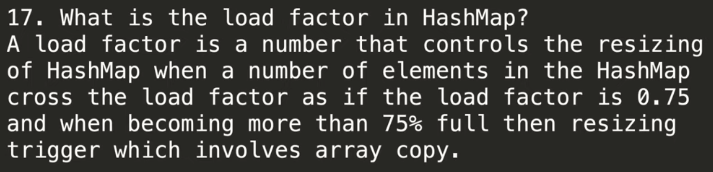 17. What is the load factor in HashMap?
A load factor is a number that controls the resizing
of HashMap when a number of elements in the HashMap
cross the load factor as if the load factor is 0.75
and when becoming more than 75% full then resizing
trigger which involves array copy.